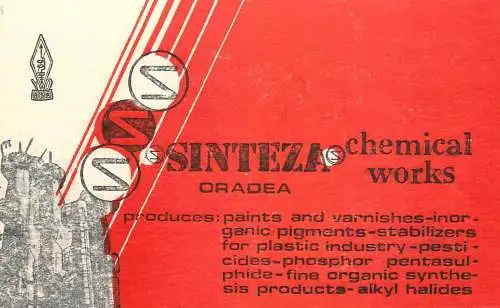 SINTEZA chemical
works
ORADEA
produces: paints and varnishes-inor-
ganic pigments-stabilizers
for plastic industry-pesti-
cides-phosphor pentasul-
phide-fine organic synthe-
sis products-alkyl halides